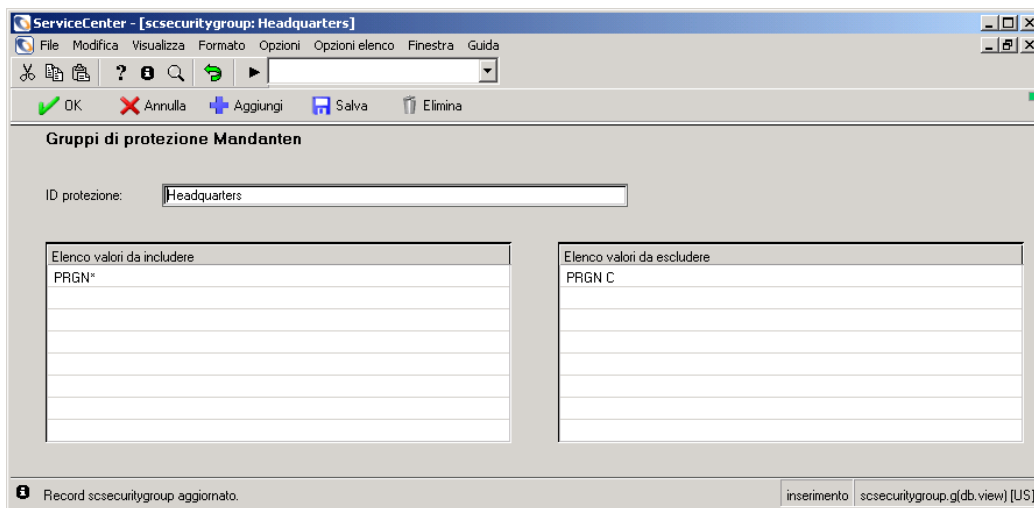 ServiceCenter - [scsecuritygroup: Headquarters]
File Modifica Visualizza Formato Opzioni Opzioni elenco Finestra Guida
OK Annulla Aggiungi Salva Elimina
Gruppi di protezione Mandanten
ID protezione: Headquarters
Elenco valori da includere
PRGN*
Elenco valori da escludere
PRGN C
Record scsecuritygroup aggiornato.
inserimento scsecuritygroup.g(db.view) [US]